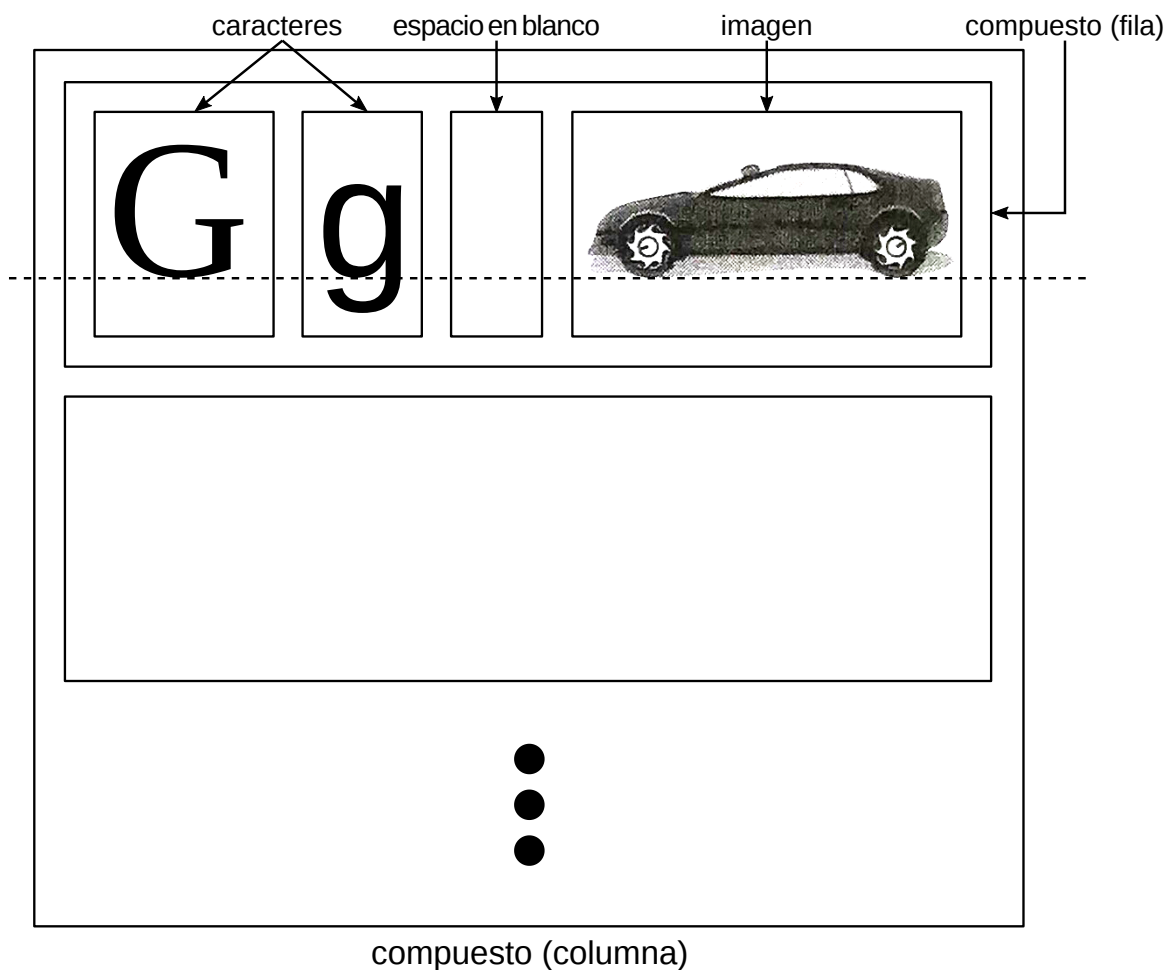 caracteres espacio en blanco imagen compuesto (fila)
G g
compuesto (columna)